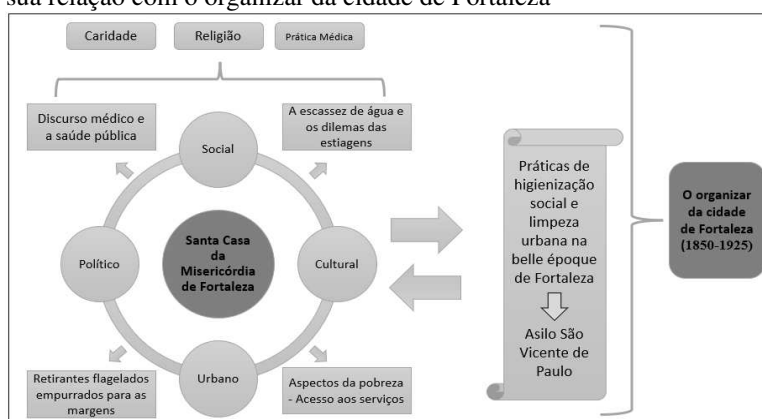 sua relação com o organizar da cidade de Fortaleza
Caridade
Religião
Prática Médica
Discurso médico e
a saúde pública
A escassez de água e
os dilemas das
estiagens
Social
Político
Santa Casa
da
Misericórdia
de Fortaleza
Cultural
Urbano
Retirantes flagelados
empurrados para as
margens
Aspectos da pobreza
- Acesso aos serviços
Práticas de
higienização
social e
limpeza
urbana na
belle époque
de Fortaleza
Asilo São
Vicente de
Paulo
O organizar
da cidade
de Fortaleza
(1850-1925)